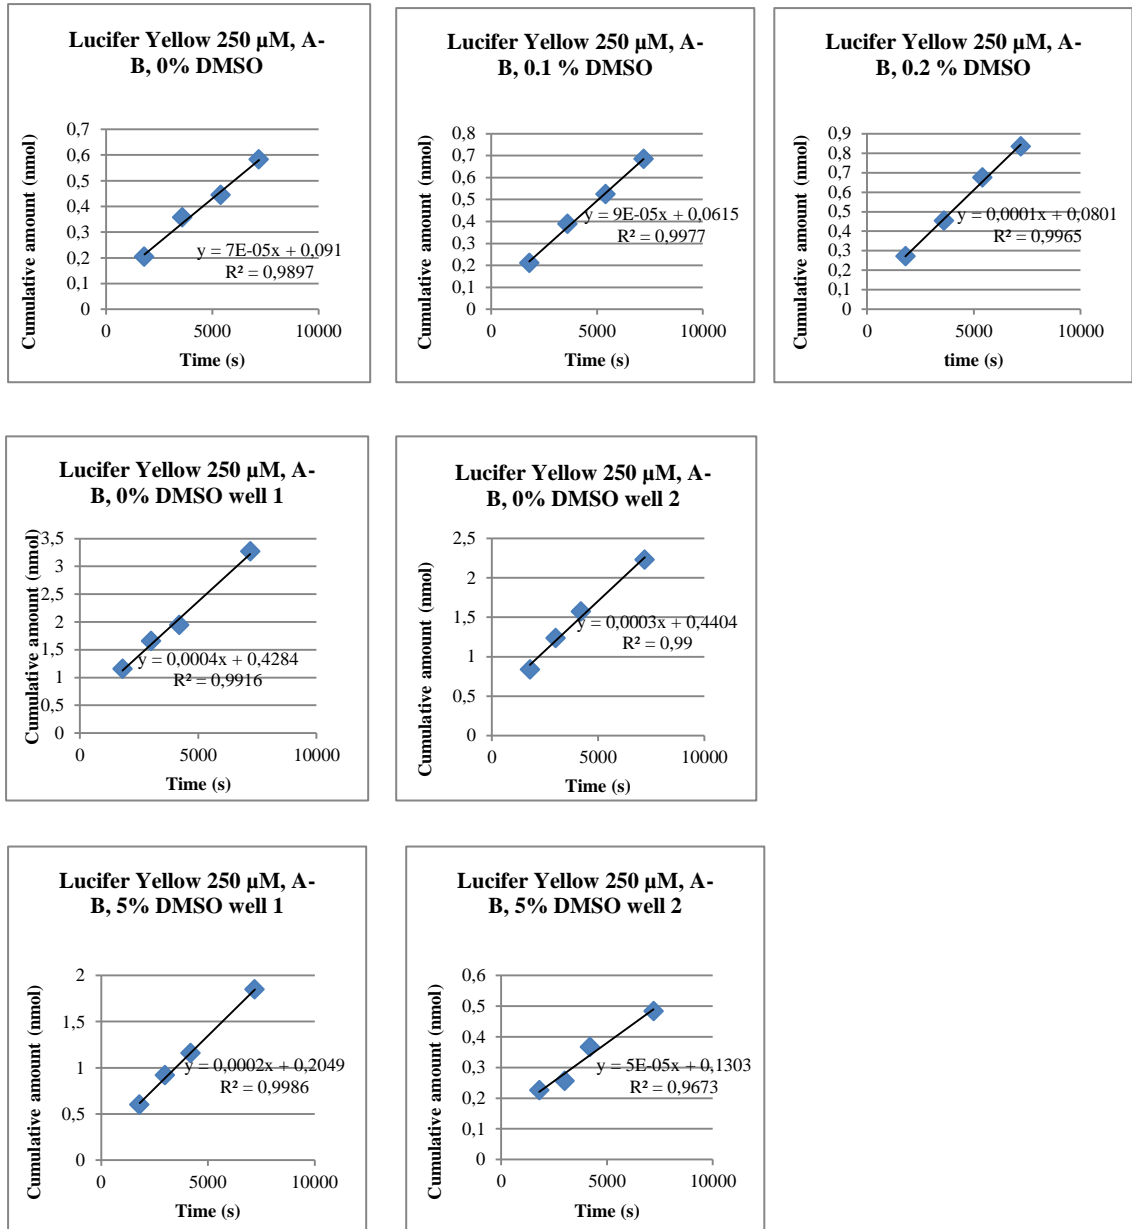 Lucifer Yellow 250 µM, A-
B, 0% DMSO
Cumulative amount (nmol)
0,7
0,6
0,5
0,4
0,3
0,2
0,1
0
y = 7E-05x + 0,091
R² = 0,9897
0
5000
10000
Time (s)
Lucifer Yellow 250 µM, A-
B, 0.1 % DMSO
Cumulative amount (nmol)
0,8
0,7
0,6
0,5
0,4
0,3
0,2
0,1
0
y = 9E-05x + 0,0615
R² = 0,9977
0
5000
10000
Time (s)
Lucifer Yellow 250 µM, A-
B, 0.2 % DMSO
Cumulative amount (nmol)
0,9
0,8
0,7
0,6
0,5
0,4
0,3
0,2
0,1
0
y = 0,0001x + 0,0801
R² = 0,9965
0
5000
10000
time (s)
Lucifer Yellow 250 µM, A-
B, 0% DMSO well 1
Cumulative amount (nmol)
3,5
3
2,5
2
1,5
1
0,5
0
y = 0,0004x + 0,4284
R² = 0,9916
0
5000
10000
Time (s)
Lucifer Yellow 250 µM, A-
B, 0% DMSO well 2
Cumulative amount (nmol)
2,5
2
1,5
1
0,5
0
y = 0,0003x + 0,4404
R² = 0,99
0
5000
10000
Time (s)
Lucifer Yellow 250 µM, A-
B, 5% DMSO well 1
Cumulative amount (nmol)
2
1,5
1
0,5
0
y = 0,0002x + 0,2049
R² = 0,9986
0
5000
10000
Time (s)
Lucifer Yellow 250 µM, A-
B, 5% DMSO well 2
Cumulative amount (nmol)
0,6
0,5
0,4
0,3
0,2
0,1
0
y = 5E-05x + 0,1303
R² = 0,9673
0
5000
10000
Time (s)